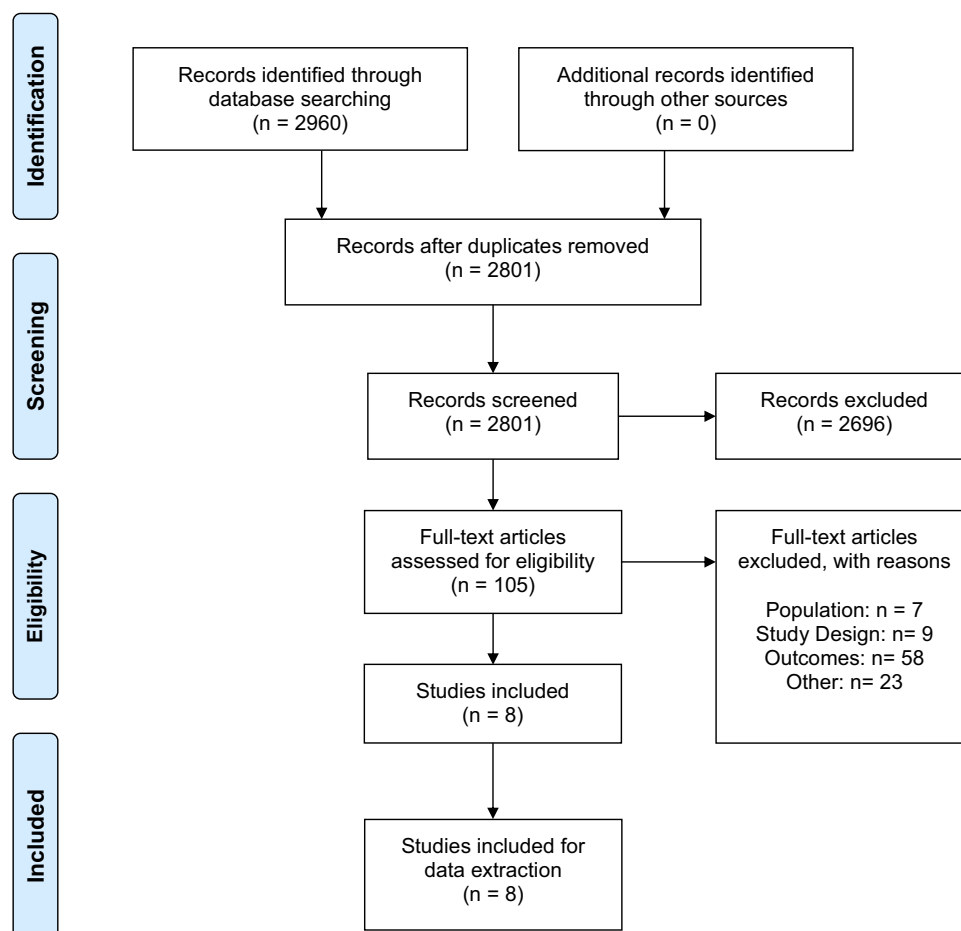 Identification
Records identified through
database searching
(n = 2960)
Additional records identified
through other sources
(n = 0)
Records after duplicates removed
(n = 2801)
Screening
Records screened
(n = 2801)
Records excluded
(n = 2696)
Eligibility
Full-text articles
assessed for eligibility
(n = 105)
Full-text articles
excluded, with reasons
Population: n = 7
Study Design: n= 9
Outcomes: n= 58
Other: n= 23
Studies included
(n = 8)
Included
Studies included for
data extraction
(n = 8)